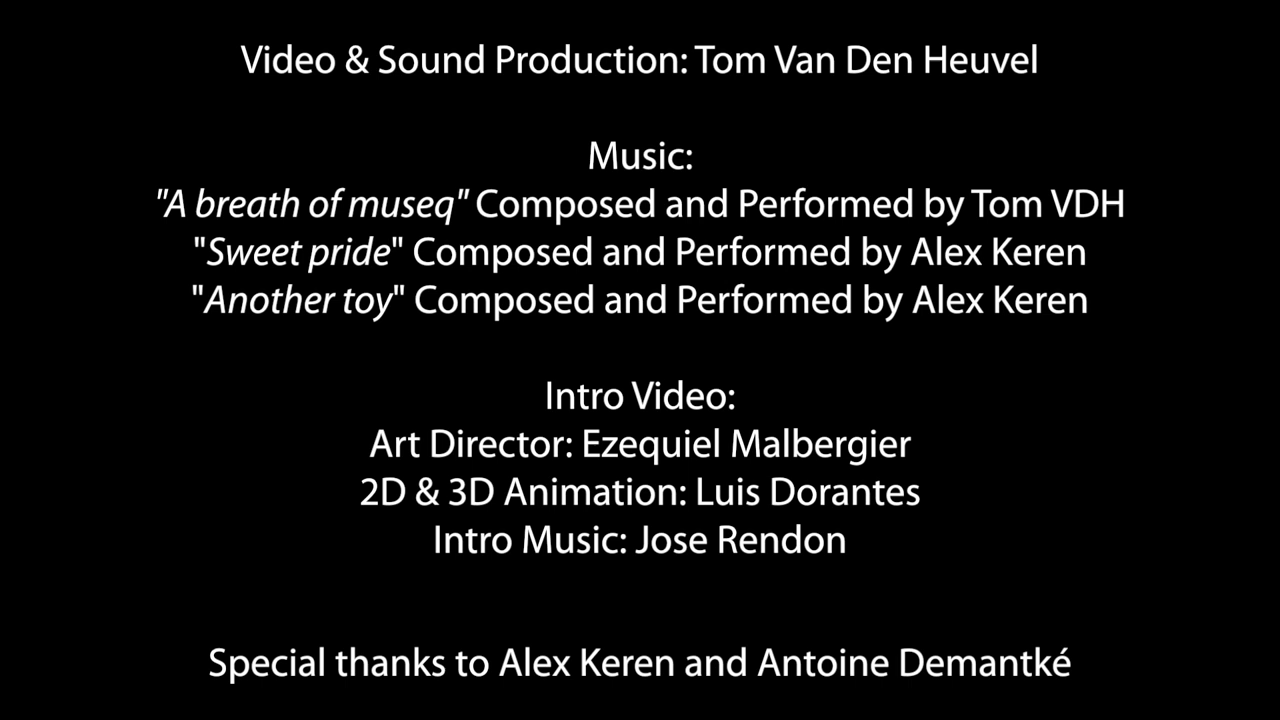 Video & Sound Production: Tom Van Den Heuvel
Music:
"A breath of museq" Composed and Performed by Tom VDH
"Sweet pride" Composed and Performed by Alex Keren
"Another toy" Composed and Performed by Alex Keren
Intro Video:
Art Director: Ezequiel Malbergier
2D & 3D Animation: Luis Dorantes
Intro Music: Jose Rendon
Special thanks to Alex Keren and Antoine Demantké